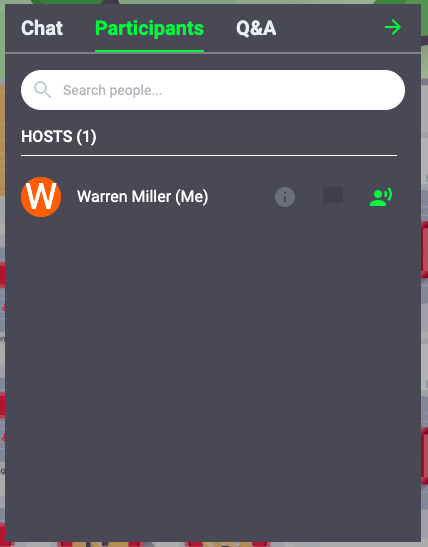 Chat Participants Q&A
Search people...
HOSTS (1)
W Warren Miller (Me)